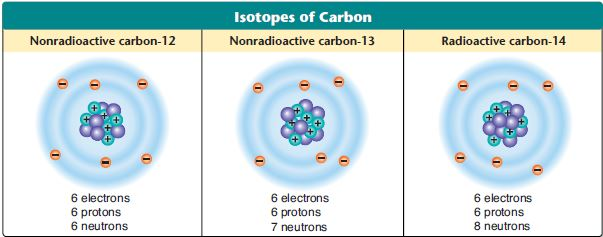 Isotopes of Carbon
Nonradioactive carbon-12
Nonradioactive carbon-13
Radioactive carbon-14
6 electrons
6 protons
6 neutrons
6 electrons
6 protons
7 neutrons
6 electrons
6 protons
8 neutrons